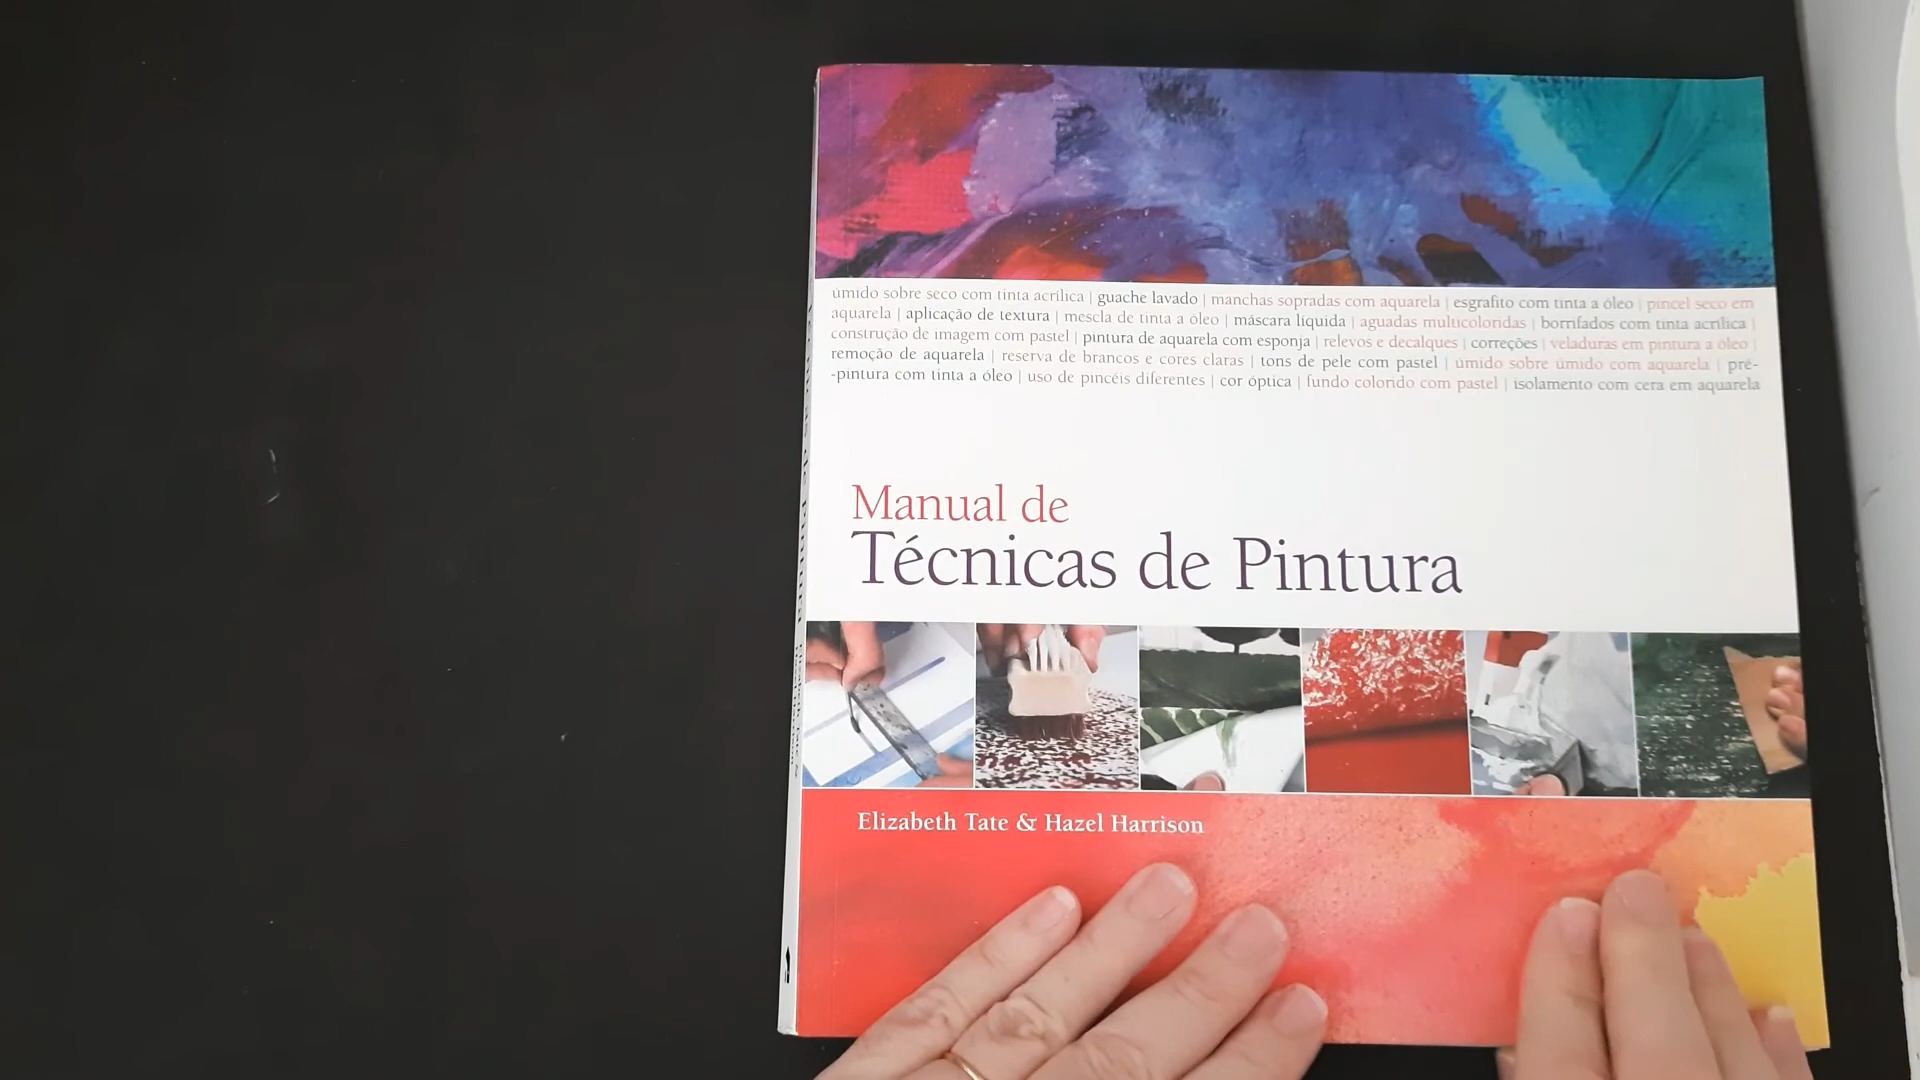 úmido sobre seco com tinta acrílica | guache lavado | manchas sopradas com aquarela | esgrafito com tinta a óleo | pincel seco em
aquarela | aplicação de textura | mescla de tinta a óleo | máscara líquida | aguadas multicoloridas | borrifados com tinta acrílica |
construção de imagem com pastel | pintura de aquarela com esponja | relevos e decalques | correções | veladuras em pintura a óleo |
remoção de aquarela | reserva de brancos e cores claras | tons de pele com pastel | úmido sobre úmido com aquarela | pré-
-pintura com tinta a óleo | uso de pincéis diferentes | cor óptica | fundo colorido com pastel | isolamento com cera em aquarela
Manual de
Técnicas de Pintura
Elizabeth Tate & Hazel Harrison